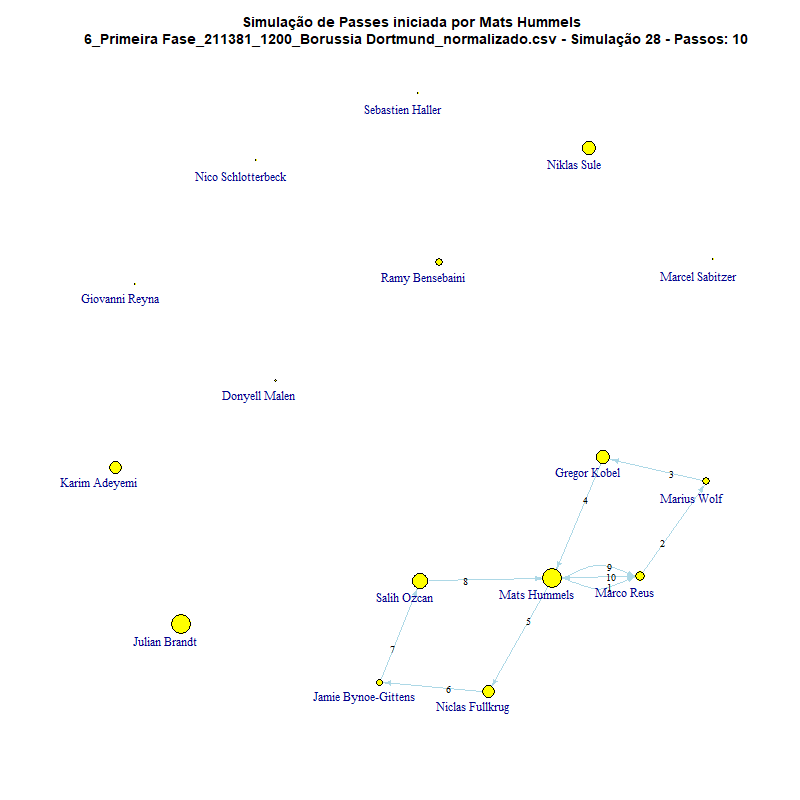 Simulação de Passes iniciada por Mats Hummels
6_Primeira Fase_211381_1200_Borussia Dortmund_normalizado.csv - Simulação 28 - Passos: 10
Sebastien Haller
Niklas Sule
Nico Schlotterbeck
Ramy Bensebaini
Marcel Sabitzer
Giovanni Reyna
Donyell Malen
Gregor Kobel
3
Karim Adeyemi
Marius Wolf
4
2
9
10
8
1
Mats Hummels
Marco Reus
Salih Ozcan
5
Julian Brandt
7
6
Jamie Bynoe-Gittens
Niclas Fullkrug